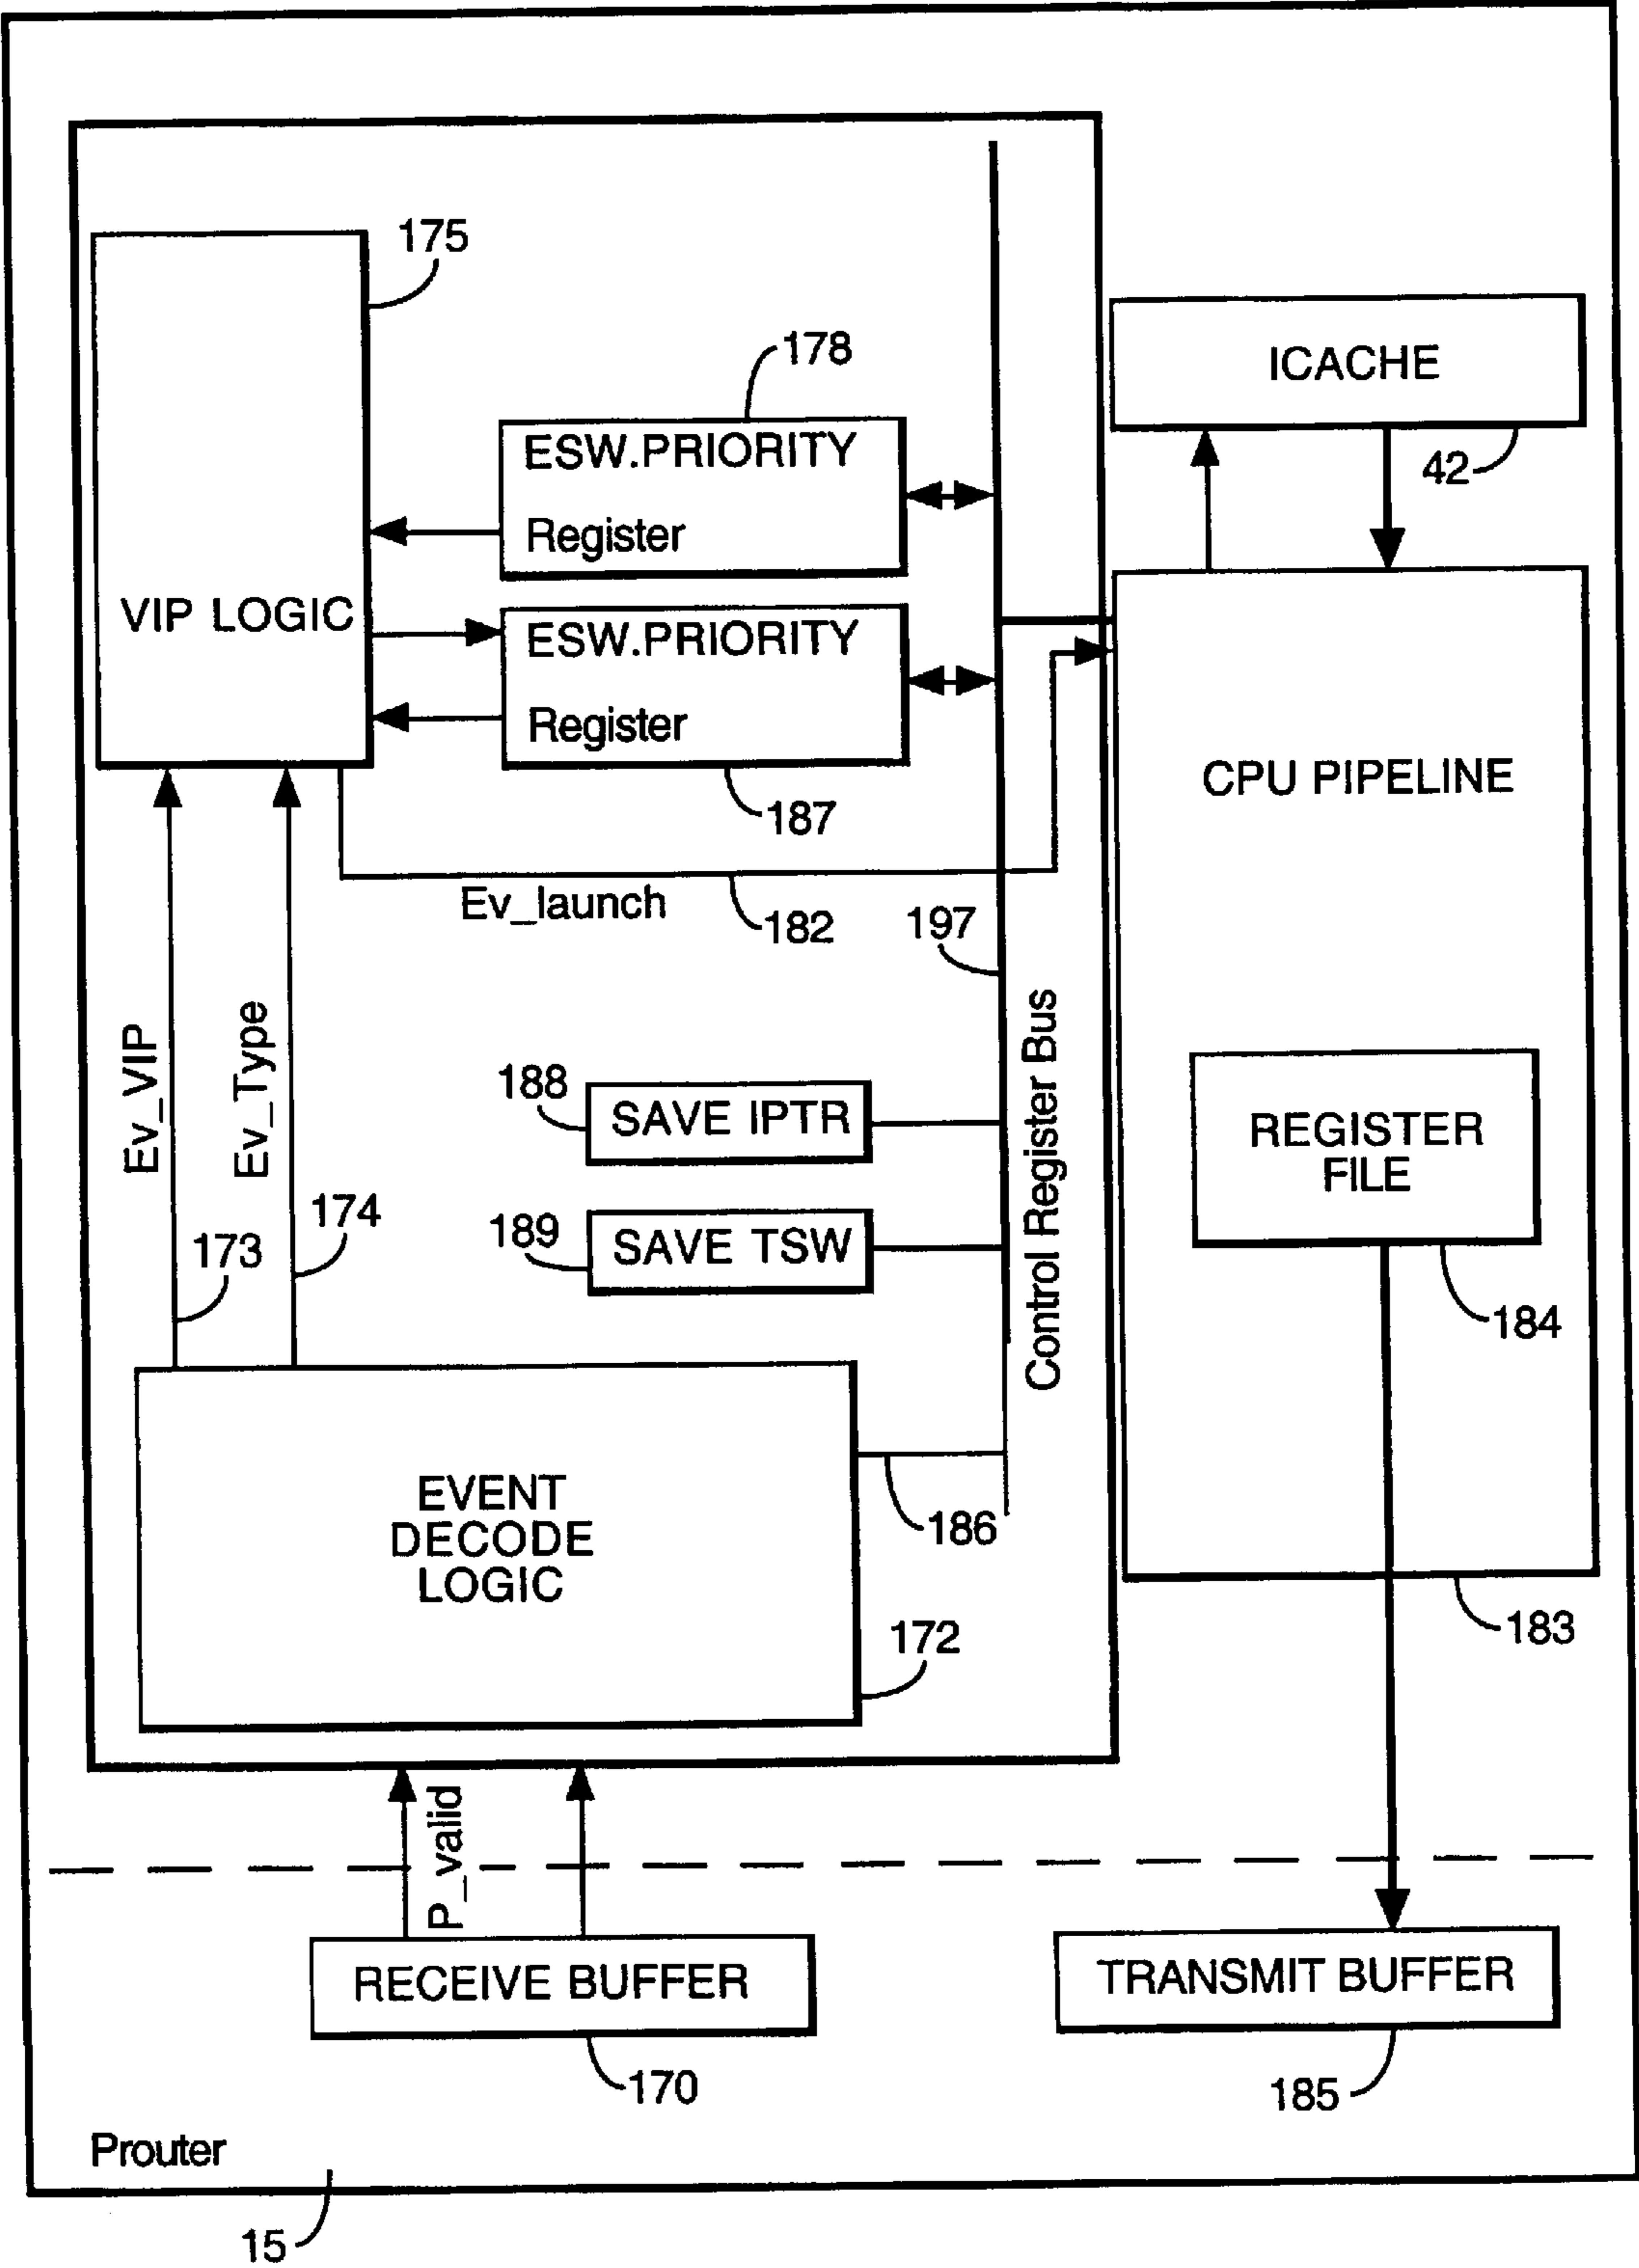 175
178
ICACHE
ESW.PRIORITY
Register
42
VIP LOGIC
ESW.PRIORITY
Register
CPU PIPELINE
187
Ev_launch
182
197
Ev_VIP
Ev_Type
Control Register Bus
188
SAVE IPTR
REGISTER
FILE
174
189
SAVE TSW
173
184
EVENT
DECODE
LOGIC
186
172
183
P_valid
RECEIVE BUFFER
TRANSMIT BUFFER
170
185
Prouter
15